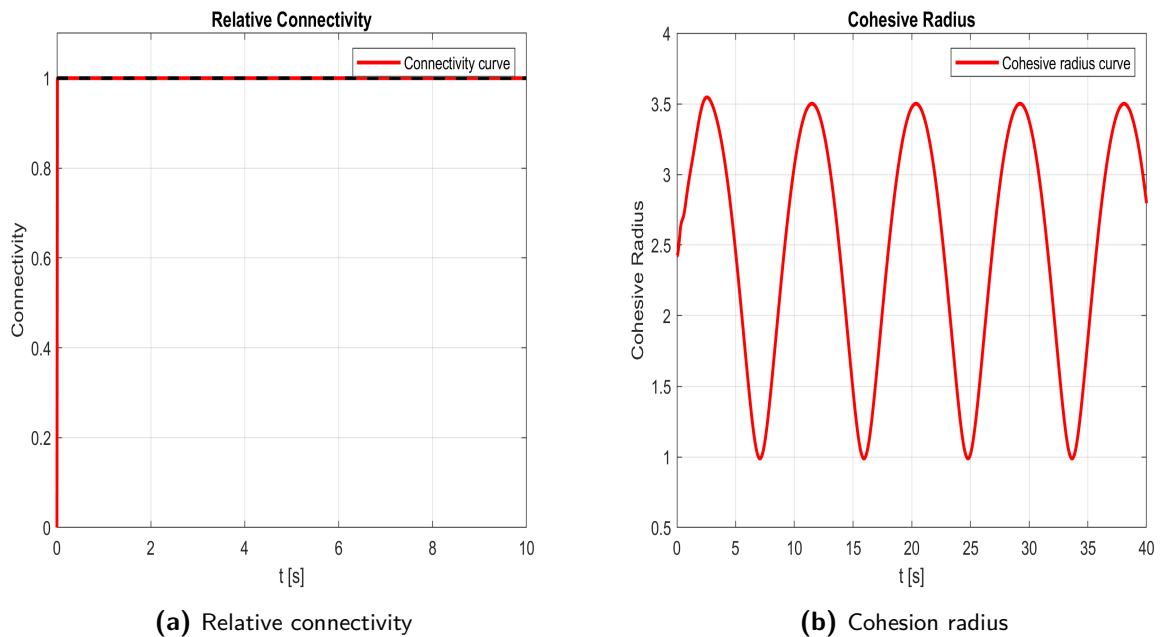 Relative Connectivity
Connectivity curve
1
0.8
0.6
0.4
0.2
0
Connectivity
0 2 4 6 8 10
t [s]
(a) Relative connectivity
Cohesive Radius
Cohesive radius curve
4
3.5
3
2.5
2
1.5
1
0.5
Cohesive Radius
0 5 10 15 20 25 30 35 40
t [s]
(b) Cohesion radius